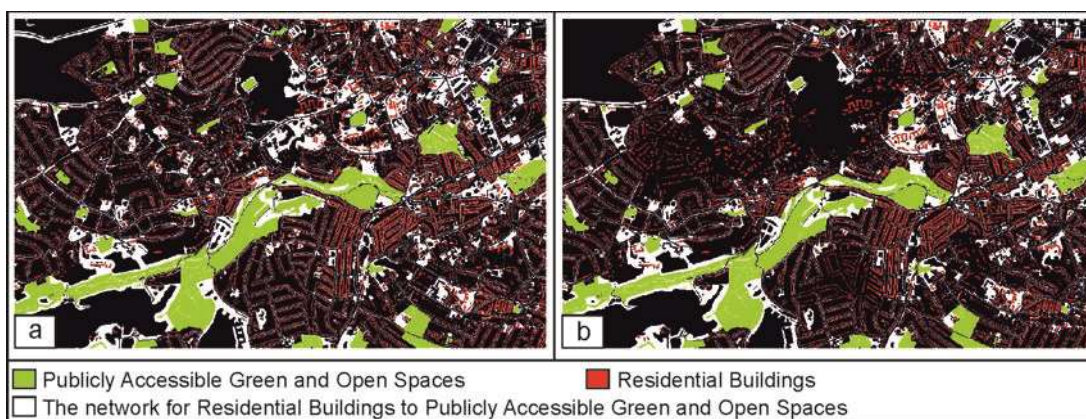 a
b
Publicly Accessible Green and Open Spaces
Residential Buildings
The network for Residential Buildings to Publicly Accessible Green and Open Spaces